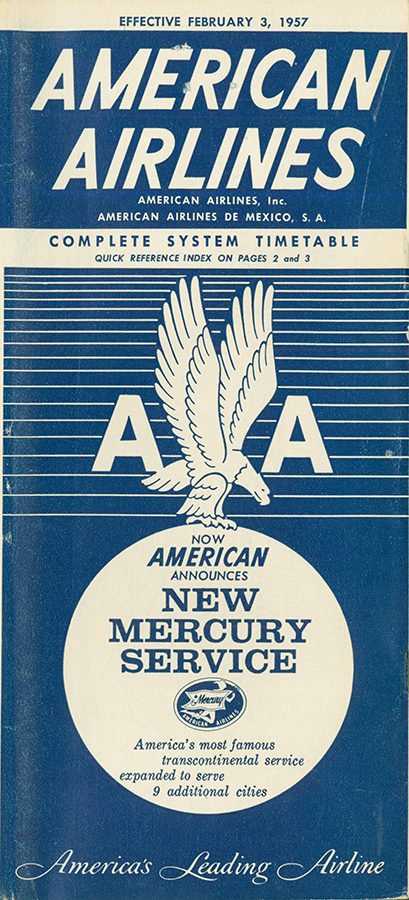 EFFECTIVE FEBRUARY 3, 1957
AMERICAN
AIRLINES
AMERICAN AIRLINES, Inc.
AMERICAN AIRLINES DE MEXICO, S. A.
COMPLETE SYSTEM TIMETABLE
QUICK REFERENCE INDEX ON PAGES 2 and 3
A A
NOW
AMERICAN
ANNOUNCES
NEW
MERCURY
SERVICE
Mercury
AMERICAN AIRLINES
America's most famous
transcontinental service
expanded to serve
9 additional cities
America's Leading Airline